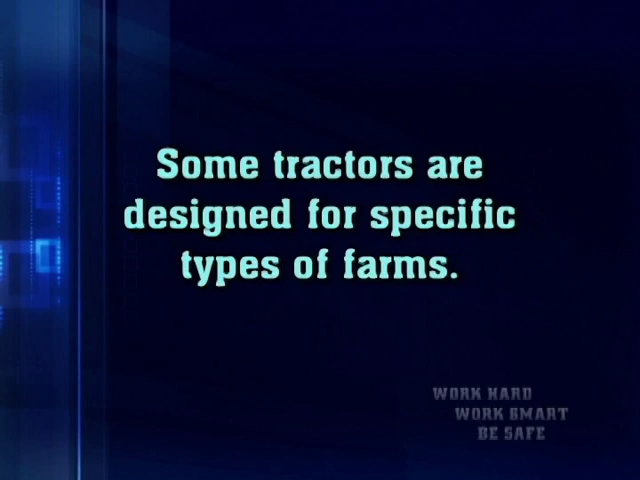 Some tractors are
designed for specific
types of farms.
WORK HARD
WORK SMART
BE SAFE